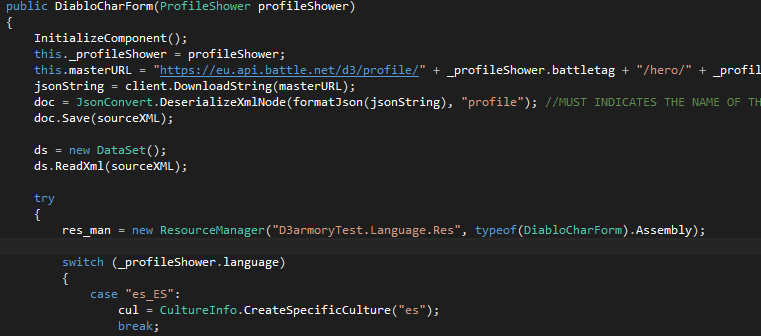 public DiabloCharForm(ProfileShower profileShower)
{
InitializeComponent();
this._profileShower = profileShower;
this.masterURL = "https://eu.api.battle.net/d3/profile/" + _profileShower.battletag + "/hero/" + _profil
jsonString = client.DownloadString(masterURL);
doc = JsonConvert.DeserializeXmlNode(formatJson(jsonString), "profile"); //MUST INDICATES THE NAME OF TH
doc.Save(sourceXML);
ds = new DataSet();
ds.ReadXml(sourceXML);
try
{
res_man = new ResourceManager("D3armoryTest.Language.Res", typeof(DiabloCharForm).Assembly);
switch (_profileShower.language)
{
case "es_ES":
cul = CultureInfo.CreateSpecificCulture("es");
break;